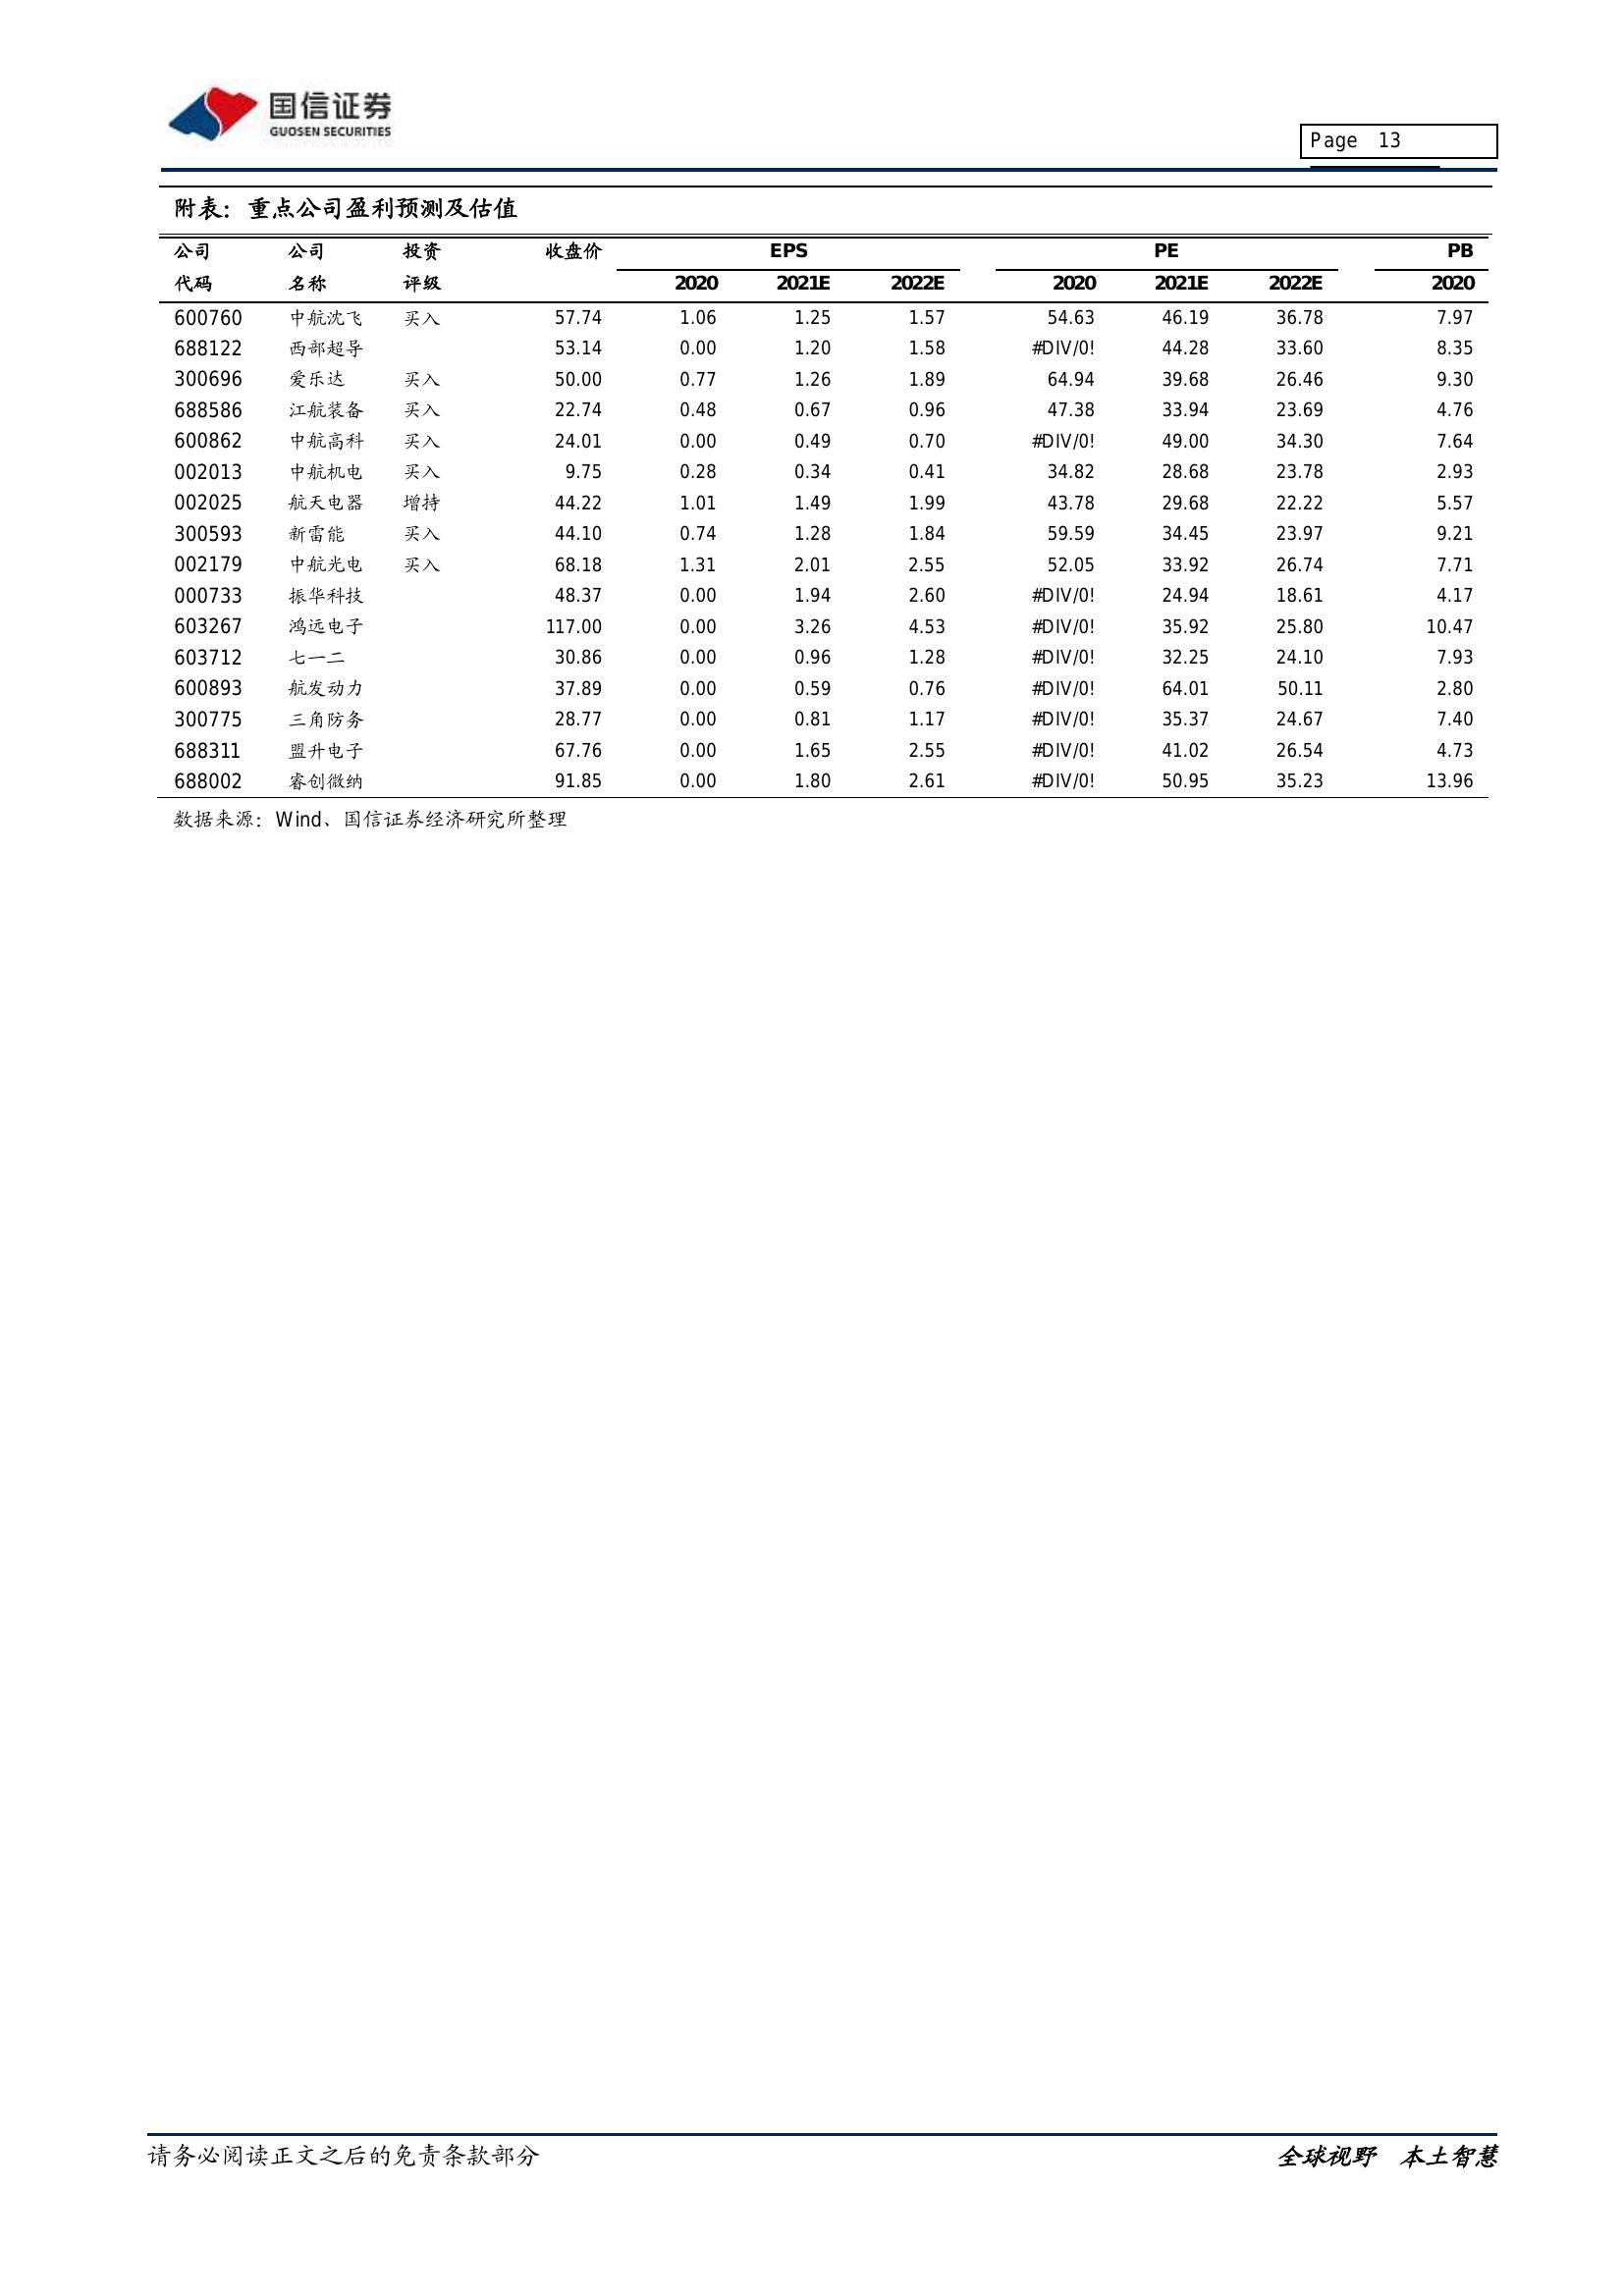 国信证券
GUOSEN SECURITIES
Page 13
附表：重点公司盈利预测及估值
公司 公司 投资 收盘价 EPS PE PB
代码 名称 评级 2020 2021E 2022E 2020 2021E 2022E 2020
600760 中航沈飞 买入 57.74 1.06 1.25 1.57 54.63 46.19 36.78 7.97
688122 西部超导 53.14 0.00 1.20 1.58 #DIV/0! 44.28 33.60 8.35
300696 爱乐达 买入 50.00 0.77 1.26 1.89 64.94 39.68 26.46 9.30
688586 江航装备 买入 22.74 0.48 0.67 0.96 47.38 33.94 23.69 4.76
600862 中航高科 买入 24.01 0.00 0.49 0.70 #DIV/0! 49.00 34.30 7.64
002013 中航机电 买入 9.75 0.28 0.34 0.41 34.82 28.68 23.78 2.93
002025 航天电器 增持 44.22 1.01 1.49 1.99 43.78 29.68 22.22 5.57
300593 新雷能 买入 44.10 0.74 1.28 1.84 59.59 34.45 23.97 9.21
002179 中航光电 买入 68.18 1.31 2.01 2.55 52.05 33.92 26.74 7.71
000733 振华科技 48.37 0.00 1.94 2.60 #DIV/0! 24.94 18.61 4.17
603267 鸿远电子 117.00 0.00 3.26 4.53 #DIV/0! 35.92 25.80 10.47
603712 七一二 30.86 0.00 0.96 1.28 #DIV/0! 32.25 24.10 7.93
600893 航发动力 37.89 0.00 0.59 0.76 #DIV/0! 64.01 50.11 2.80
300775 三角防务 28.77 0.00 0.81 1.17 #DIV/0! 35.37 24.67 7.40
688311 盟升电子 67.76 0.00 1.65 2.55 #DIV/0! 41.02 26.54 4.73
688002 睿创微纳 91.85 0.00 1.80 2.61 #DIV/0! 50.95 35.23 13.96
数据来源：Wind、国信证券经济研究所整理
请务必阅读正文之后的免责条款部分 全球视野 本土智慧